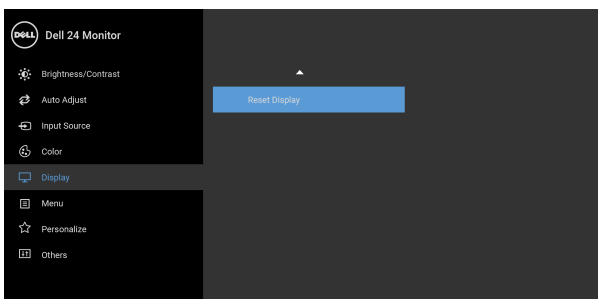 DELL Dell 24 Monitor
Brightness/Contrast
Auto Adjust
Input Source
Color
Display
Menu
Personalize
Others
Reset Display